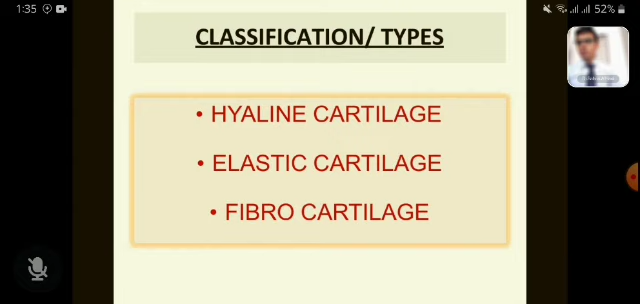 1:35
52%
CLASSIFICATION/ TYPES
• HYALINE CARTILAGE
• ELASTIC CARTILAGE
• FIBRO CARTILAGE